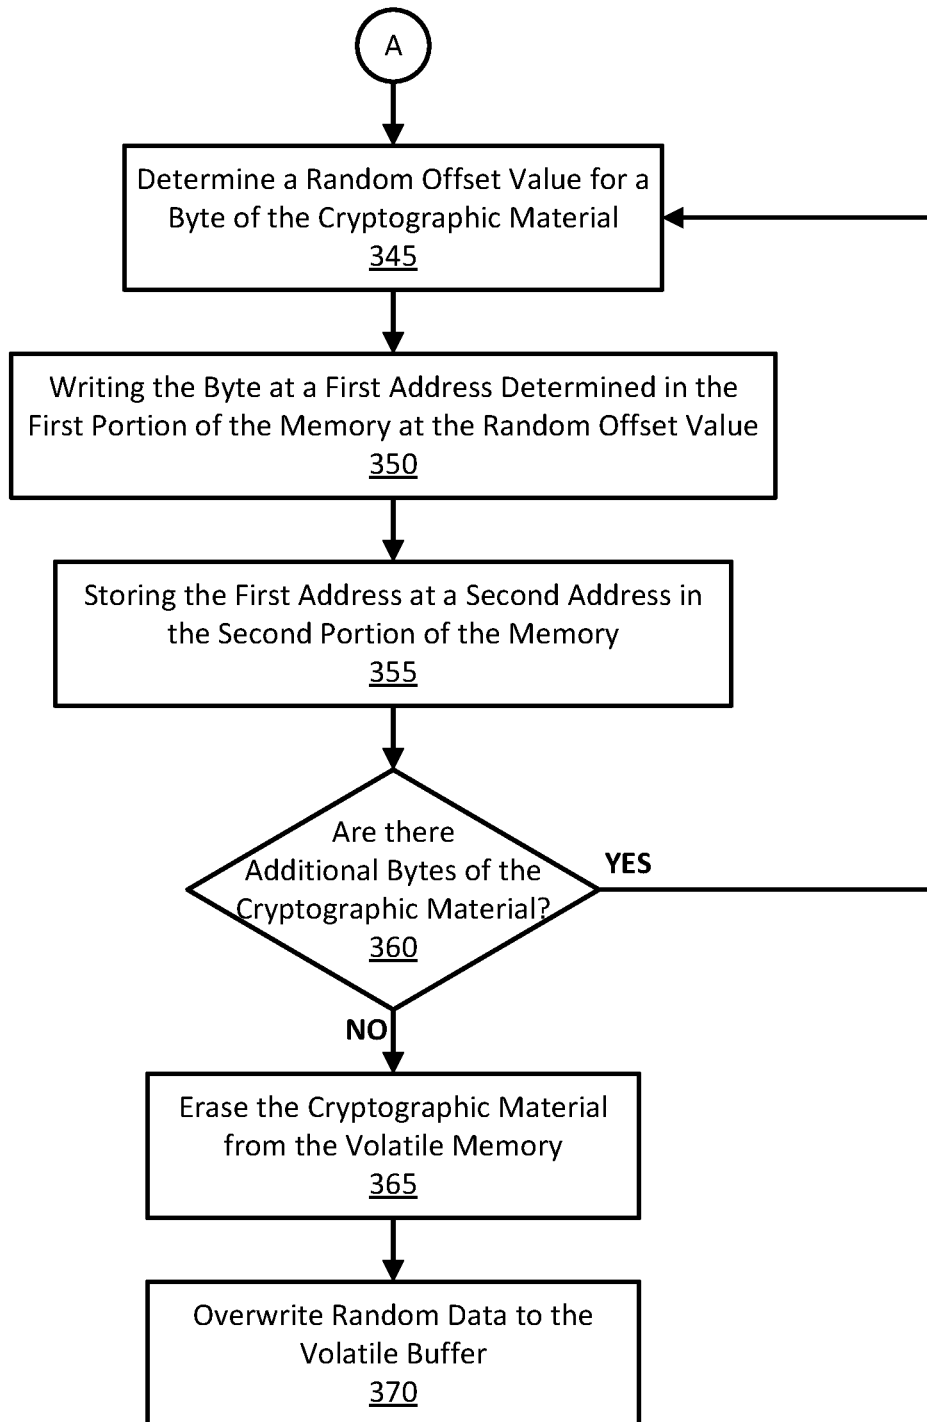 A
Determine a Random Offset Value for a
Byte of the Cryptographic Material
345
Writing the Byte at a First Address Determined in the
First Portion of the Memory at the Random Offset Value
350
Storing the First Address at a Second Address in
the Second Portion of the Memory
355
Are there
Additional Bytes of the
Cryptographic Material?
360
YES
NO
Erase the Cryptographic Material
from the Volatile Memory
365
Overwrite Random Data to the
Volatile Buffer
370